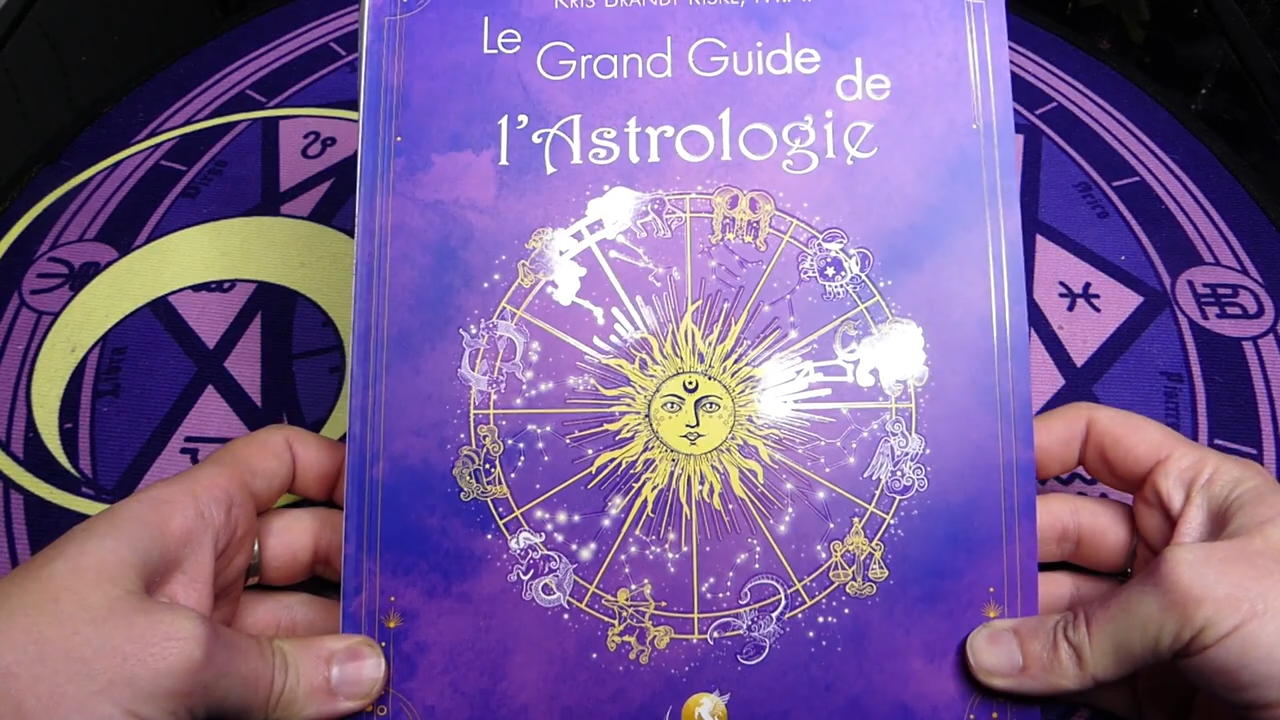 KRIS BRANDT RISKE,
Le
Grand Guide
de
l'Astrologie